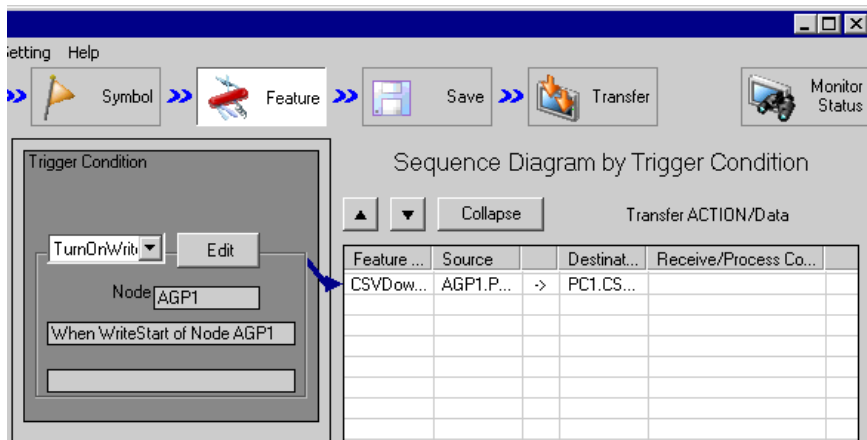 Setting Help
Symbol Feature Save Transfer Monitor Status
Trigger Condition
TurnOnWrit Edit
Node AGP1
When WriteStart of Node AGP1
Sequence Diagram by Trigger Condition
Collapse Transfer ACTION/Data
Feature ... Source Destinat... Receive/Process Co...
CSVDow... AGP1.P... -> PC1.CS...